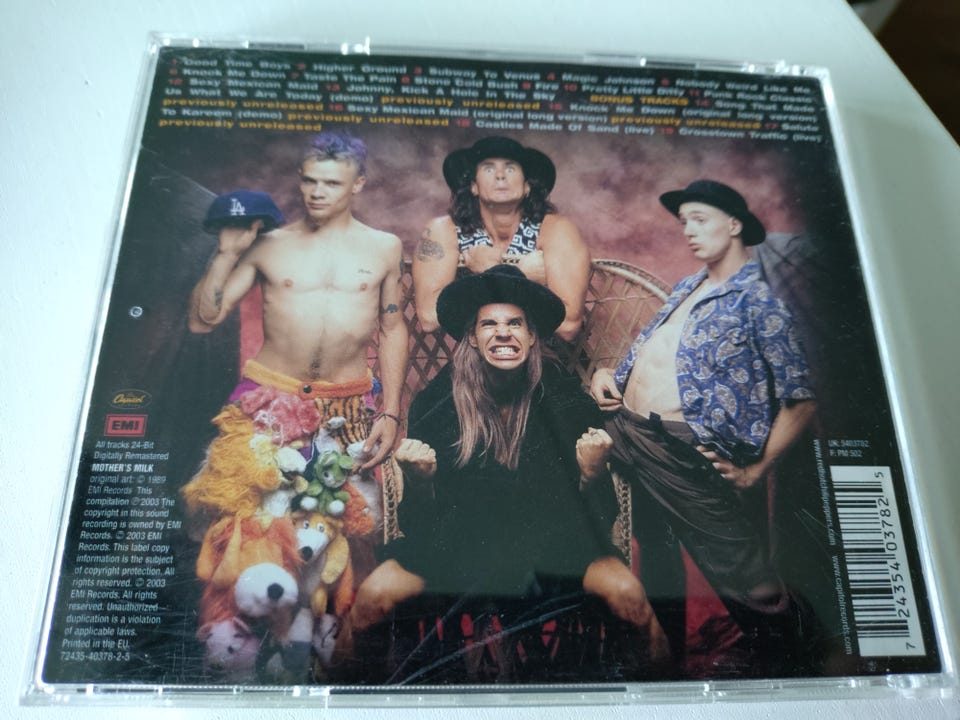 1 Good Time Boys 2 Higher Ground 3 Subway To Venus 4 Magic Johnson 5 Nobody Weird Like Me
6 Knock Me Down 7 Taste The Pain 8 Stone Cold Bush 9 Fire 10 Pretty Little Ditty 11 Punk Rock Classic
12 Sexy Mexican Maid 13 Johnny, Kick A Hole In The Sky BONUS TRACKS 14 Song That Made
Us What We Are Today (demo) previously unreleased 15 Knock Me Down (original long version)
previously unreleased 16 Sexy Mexican Maid (original long version) previously unreleased 17 Salute
To Kareem (demo) previously unreleased 18 Castles Made Of Sand (live) 19 Crosstown Traffic (live)
previously unreleased
LA
Capitol
EMI
All tracks 24-Bit
Digitally Remastered
MOTHER'S MILK
original art: © 1989
EMI Records This
compilation ℗ 2003 The
copyright in this sound
recording is owned by EMI
Records. © 2003 EMI
Records. This label copy
information is the subject
of copyright protection. All
rights reserved. © 2003
EMI Records. All rights
reserved. Unauthorized
duplication is a violation
of applicable laws.
Printed in the EU.
72435-40378-2-5
UK: 5403782
F: PM 502
www.redhotchilipeppers.com www.capitolrecords.com
7 24354 03782 5